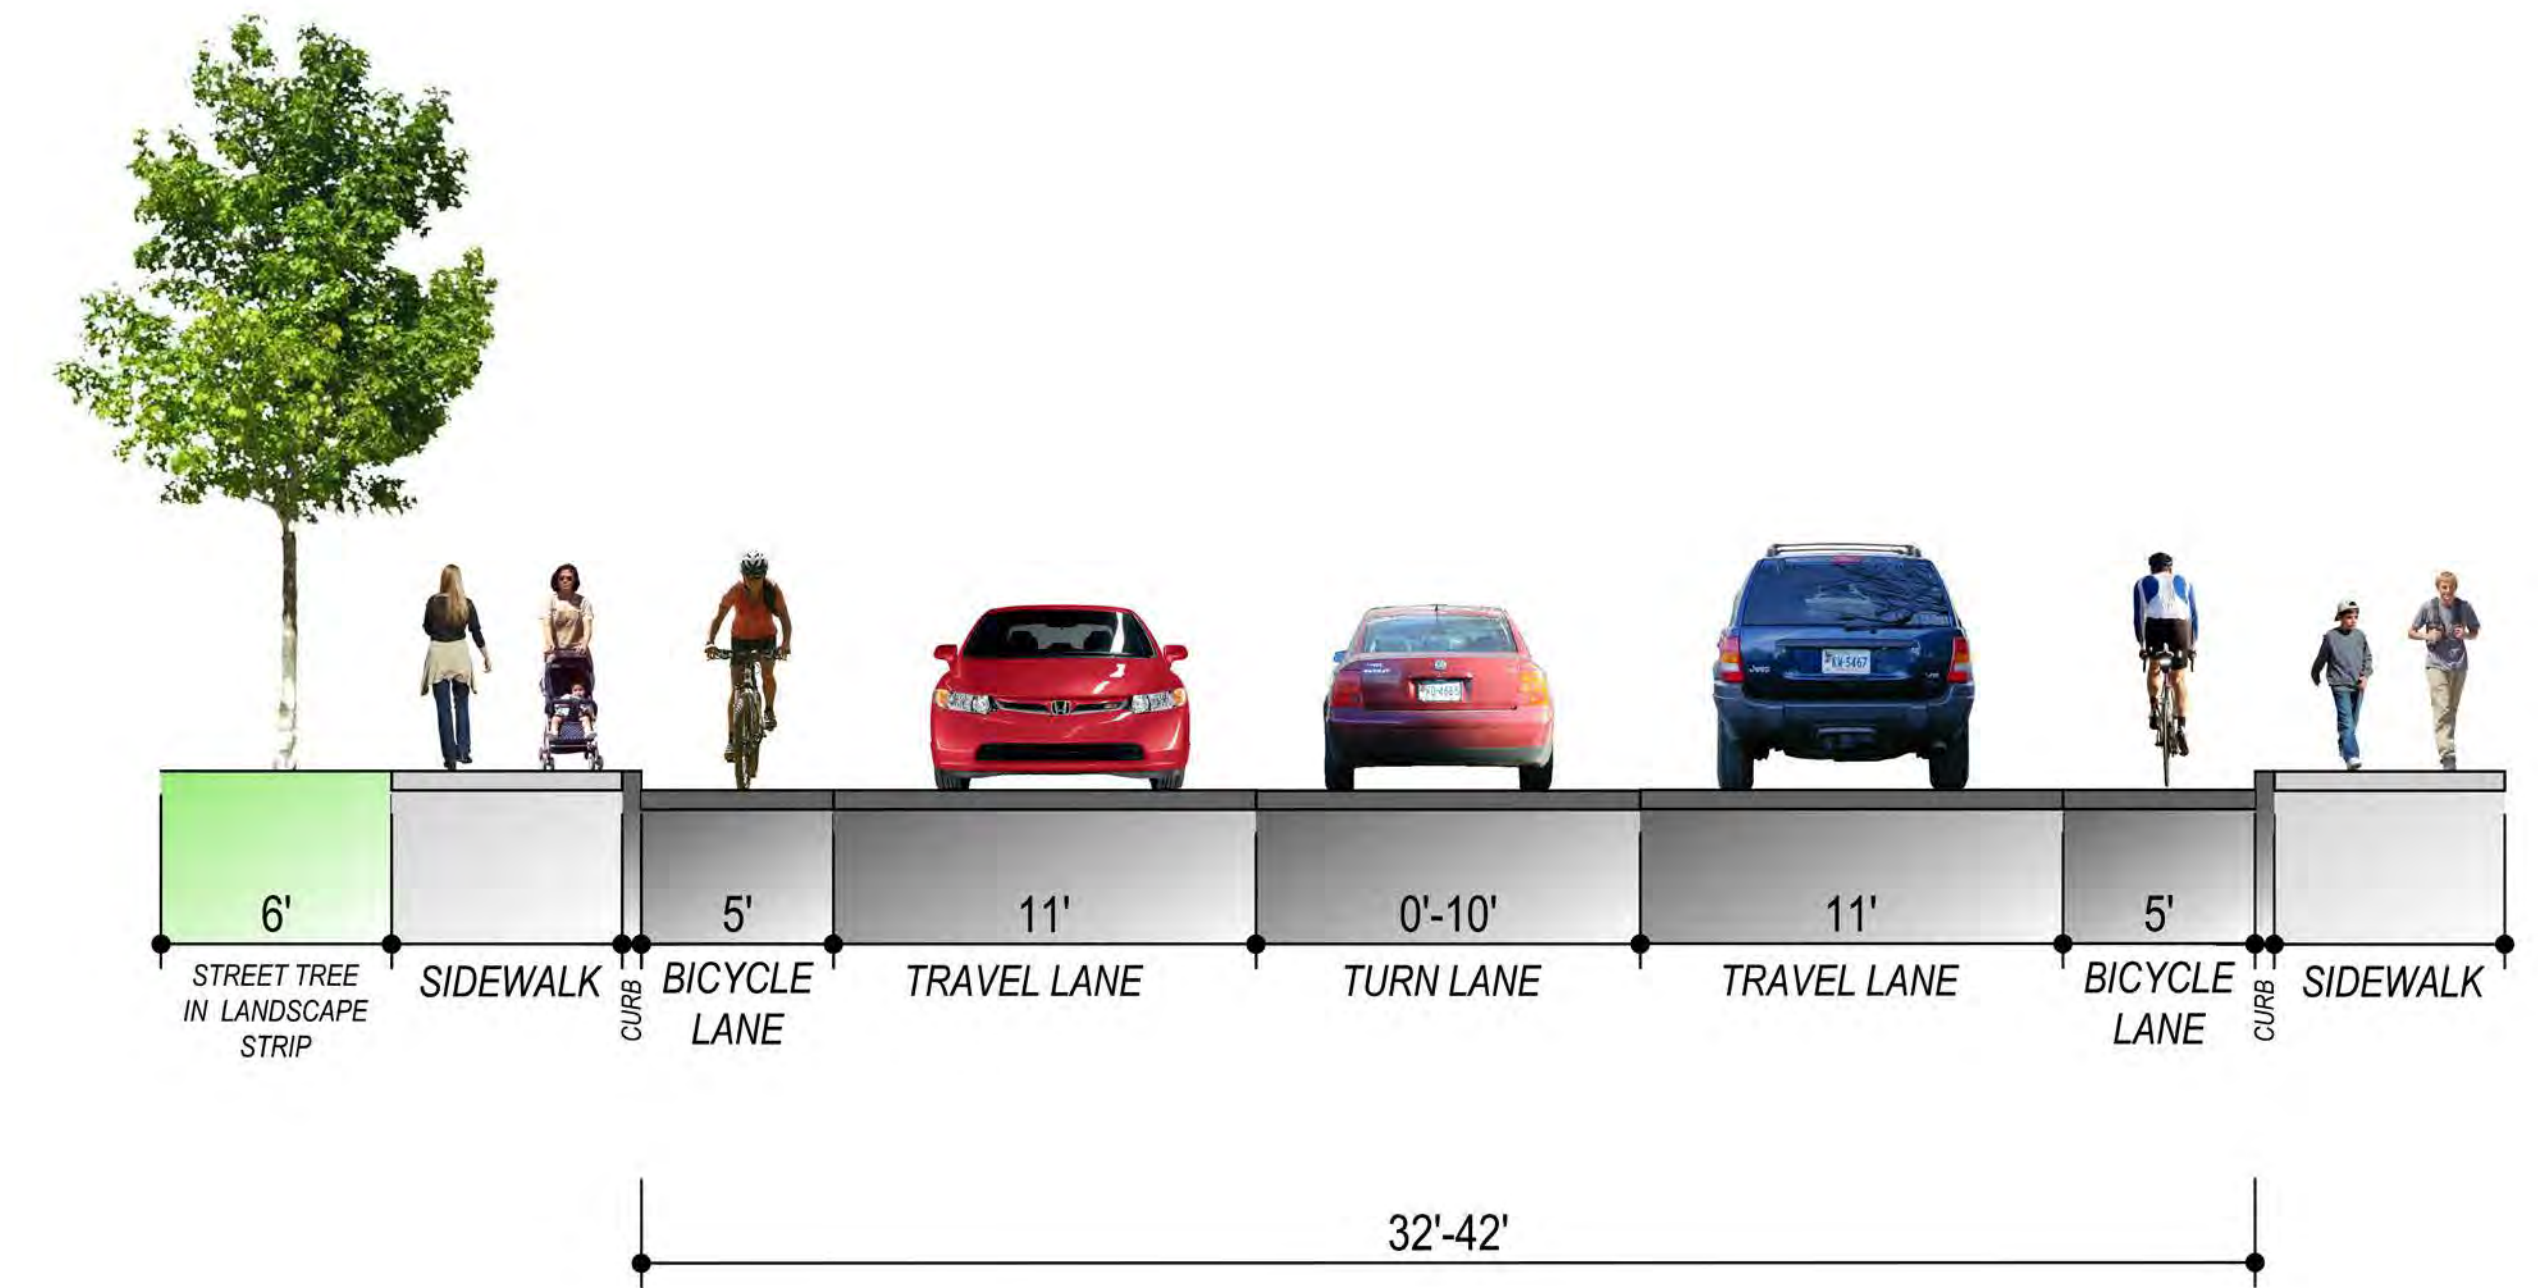 6'
5'
11'
0'-10'
11'
5'
STREET TREE
IN LANDSCAPE
STRIP
SIDEWALK
CURB
BICYCLE
LANE
TRAVEL LANE
TURN LANE
TRAVEL LANE
BICYCLE
LANE
CURB
SIDEWALK
32'-42'
Jeep